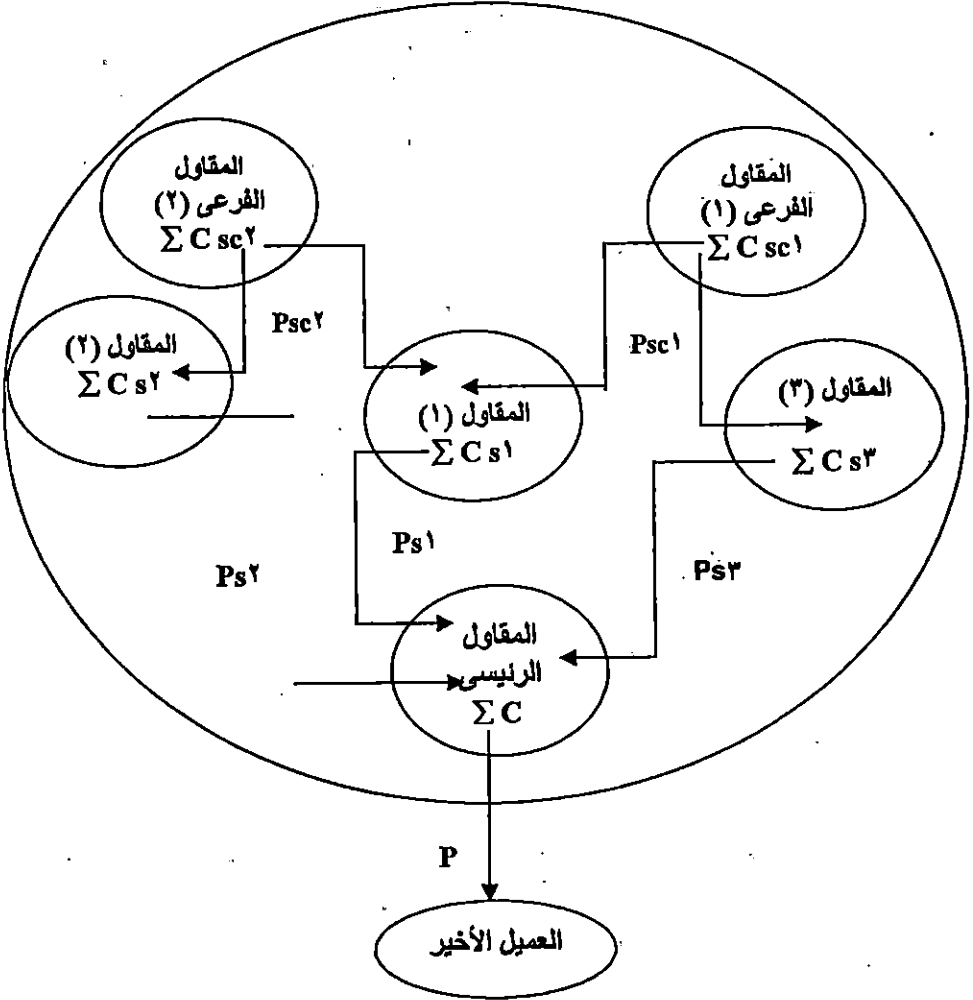 المقاول
الفرعى (١)
∑ C sc١
المقاول
الفرعى (٢)
∑ C sc٢
Psc١
Psc٢
المقاول (٣)
∑ C s٣
المقاول (١)
∑ C s١
المقاول (٢)
∑ C s٢
Ps٣
Ps١
Ps٢
المقاول
الرئيسى
∑ C
P
العميل الأخير